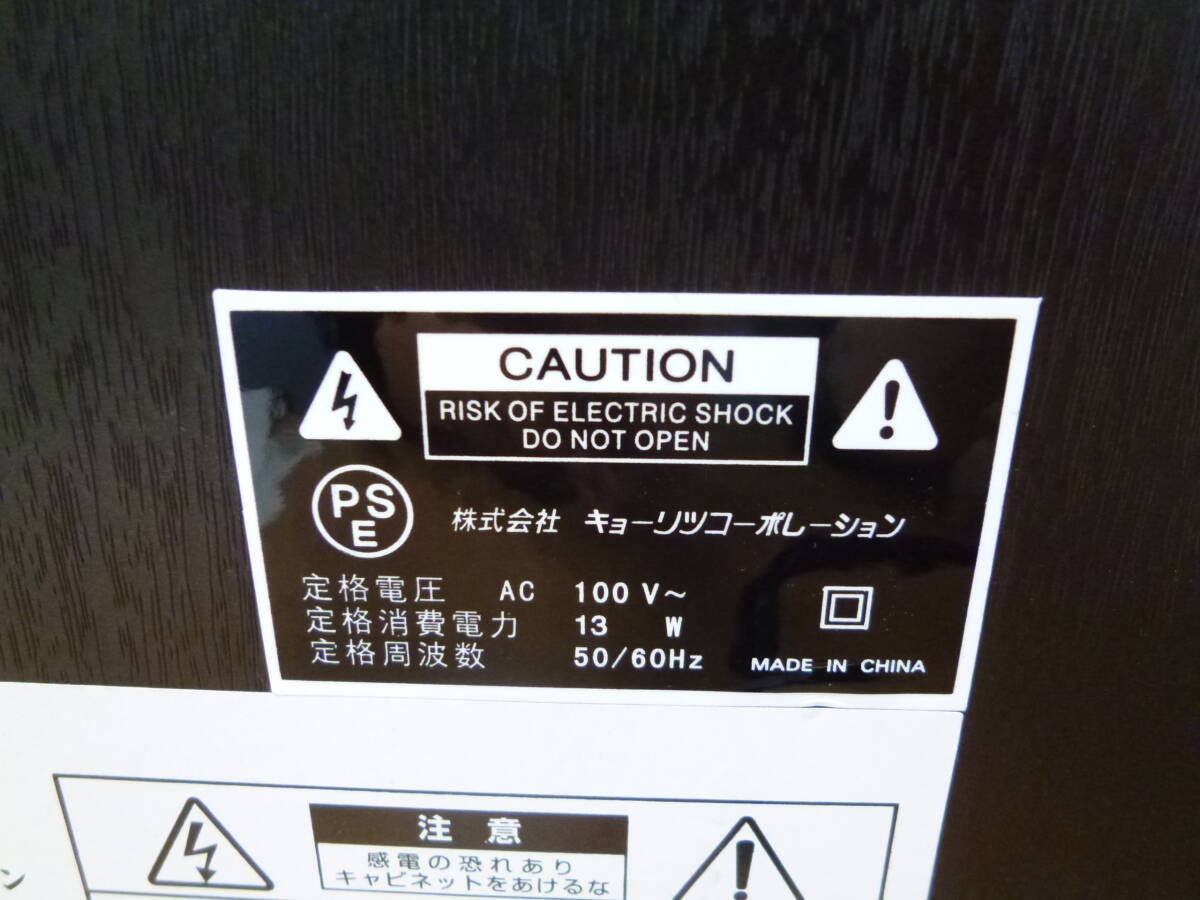 CAUTION
RISK OF ELECTRIC SHOCK
DO NOT OPEN
PS
E
株式会社 キョーリツコーポレーション
定格電圧 AC 100 V~
定格消費電力 13 W
定格周波数 50/60Hz
MADE IN CHINA
注 意
感電の恐れあり
キャビネットをあけるな
ン